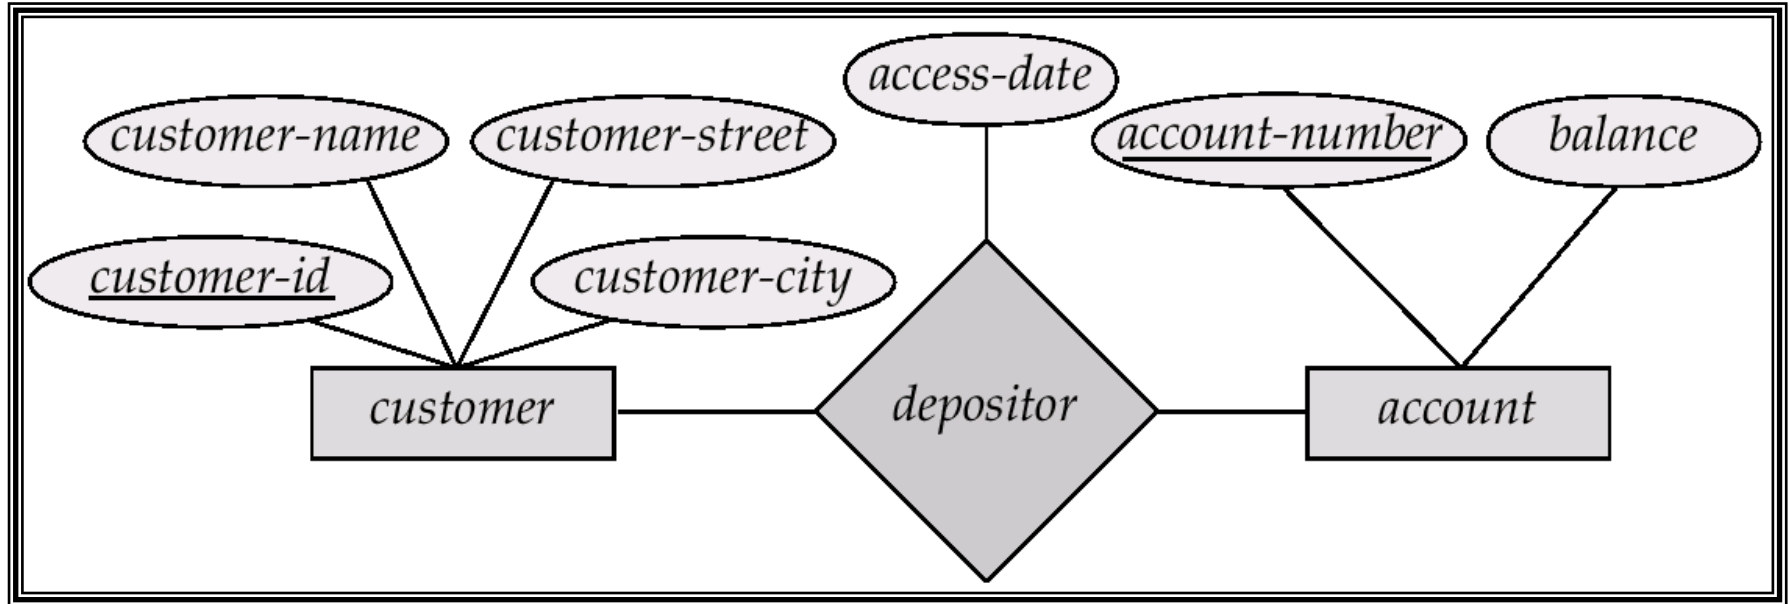 access-date
customer-name
customer-street
account-number
balance
customer-id
customer-city
customer
depositor
account